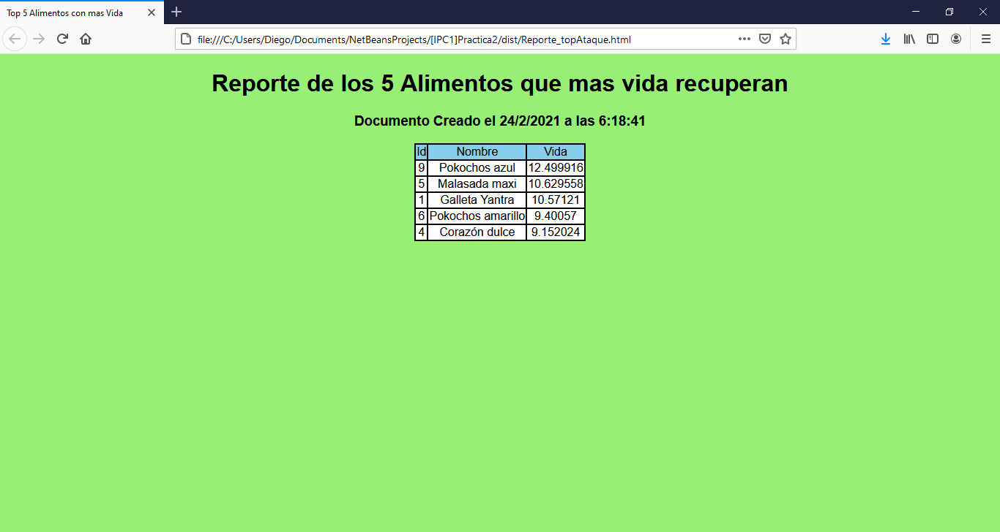 Top 5 Alimentos con mas Vida
file:///C:/Users/Diego/Documents/NetBeansProjects/[IPC1]Practica2/dist/Reporte_topAtaque.html
Reporte de los 5 Alimentos que mas vida recuperan
Documento Creado el 24/2/2021 a las 6:18:41
Id Nombre Vida
9 Pokochos azul 12.499916
5 Malasada maxi 10.629558
1 Galleta Yantra 10.57121
6 Pokochos amarillo 9.40057
4 Corazón dulce 9.152024